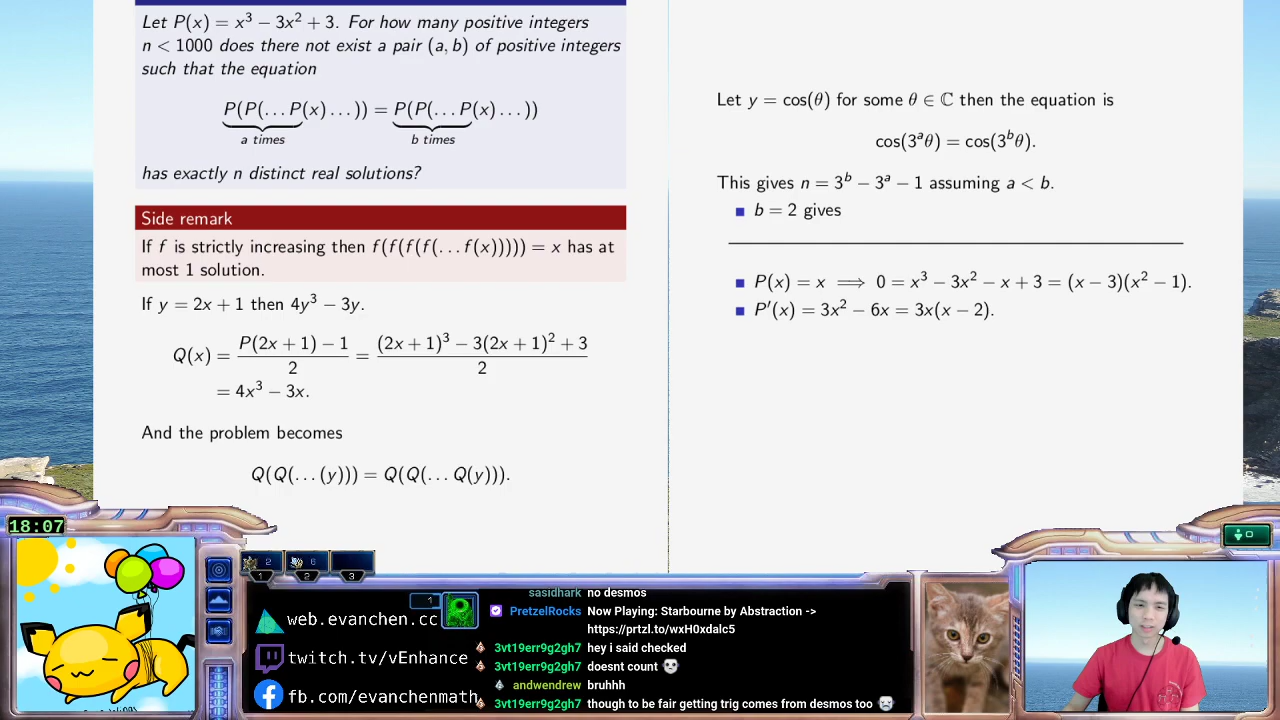 Let P(x) = x³ − 3x² + 3. For how many positive integers
n < 1000 does there not exist a pair (a, b) of positive integers
such that the equation
P(P(... P(x) ...)) = P(P(... P(x) ...))
a times b times
has exactly n distinct real solutions?
Side remark
If f is strictly increasing then f(f(f(f(... f(x))))) = x has at
most 1 solution.
If y = 2x + 1 then 4y³ − 3y.
Q(x) = P(2x + 1) − 1 / 2 = (2x + 1)³ − 3(2x + 1)² + 3 / 2
= 4x³ − 3x.
And the problem becomes
Q(Q(... (y))) = Q(Q(... Q(y))).
Let y = cos(θ) for some θ ∈ ℂ then the equation is
cos(3ᵃθ) = cos(3ᵇθ).
This gives n = 3ᵇ − 3ᵃ − 1 assuming a < b.
■ b = 2 gives
■ P(x) = x ⟹ 0 = x³ − 3x² − x + 3 = (x − 3)(x² − 1).
■ P′(x) = 3x² − 6x = 3x(x − 2).
18:07
2 6
1 2 3
1
web.evanchen.cc
twitch.tv/vEnhance
fb.com/evanchenmath
sasidhark no desmos
PretzelRocks Now Playing: Starbourne by Abstraction ->
https://prtzl.to/wxH0xdalc5
3vt19err9g2gh7 hey i said checked
3vt19err9g2gh7 doesnt count 💀
andwendrew bruhhh
3vt19err9g2gh7 though to be fair getting trig comes from desmos too 💀
0